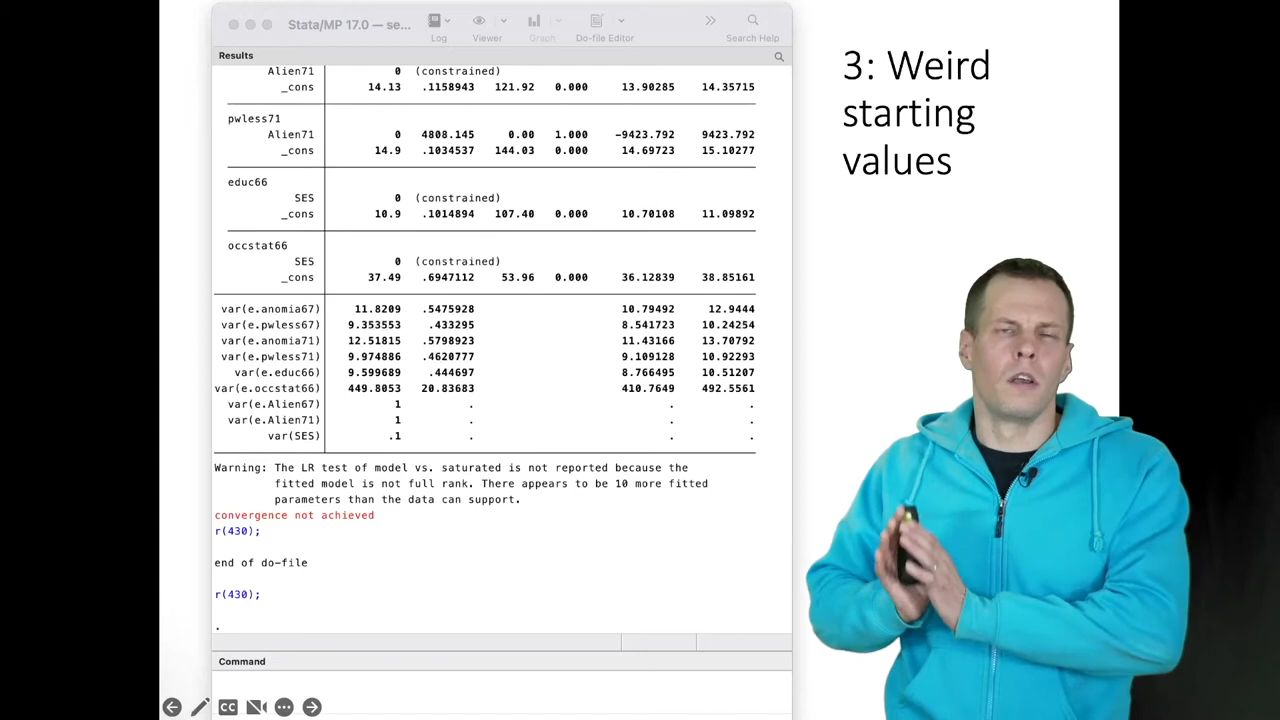 Stata/MP 17.0 — se...
Log
Viewer
Graph
Do-file Editor
Search Help
Results
Alien71 0 (constrained)
_cons 14.13 .1158943 121.92 0.000 13.90285 14.35715
pwless71
Alien71 0 4808.145 0.00 1.000 -9423.792 9423.792
_cons 14.9 .1034537 144.03 0.000 14.69723 15.10277
educ66
SES 0 (constrained)
_cons 10.9 .1014894 107.40 0.000 10.70108 11.09892
occstat66
SES 0 (constrained)
_cons 37.49 .6947112 53.96 0.000 36.12839 38.85161
var(e.anomia67) 11.8209 .5475928 10.79492 12.9444
var(e.pwless67) 9.353553 .433295 8.541723 10.24254
var(e.anomia71) 12.51815 .5798923 11.43166 13.70792
var(e.pwless71) 9.974886 .4620777 9.109128 10.92293
var(e.educ66) 9.599689 .444697 8.766495 10.51207
var(e.occstat66) 449.8053 20.83683 410.7649 492.5561
var(e.Alien67) 1 . . .
var(e.Alien71) 1 . . .
var(SES) .1 . . .
Warning: The LR test of model vs. saturated is not reported because the
fitted model is not full rank. There appears to be 10 more fitted
parameters than the data can support.
convergence not achieved
r(430);
end of do-file
r(430);
.
Command
3: Weird
starting
values
CC